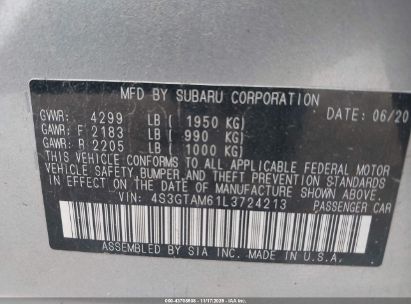 MFD BY SUBARU CORPORATION
GVWR: 4299 LB ( 1950 KG) DATE: 06/20
GAWR: F 2183 LB ( 990 KG)
GAWR: R 2205 LB ( 1000 KG)
THIS VEHICLE CONFORMS TO ALL APPLICABLE FEDERAL MOTOR
VEHICLE SAFETY, BUMPER, AND THEFT PREVENTION STANDARDS
IN EFFECT ON THE DATE OF MANUFACTURE SHOWN ABOVE.
VIN: 4S3GTAM61L3724213 PASSENGER CAR
ASSEMBLED BY SIA INC. MADE IN U.S.A.